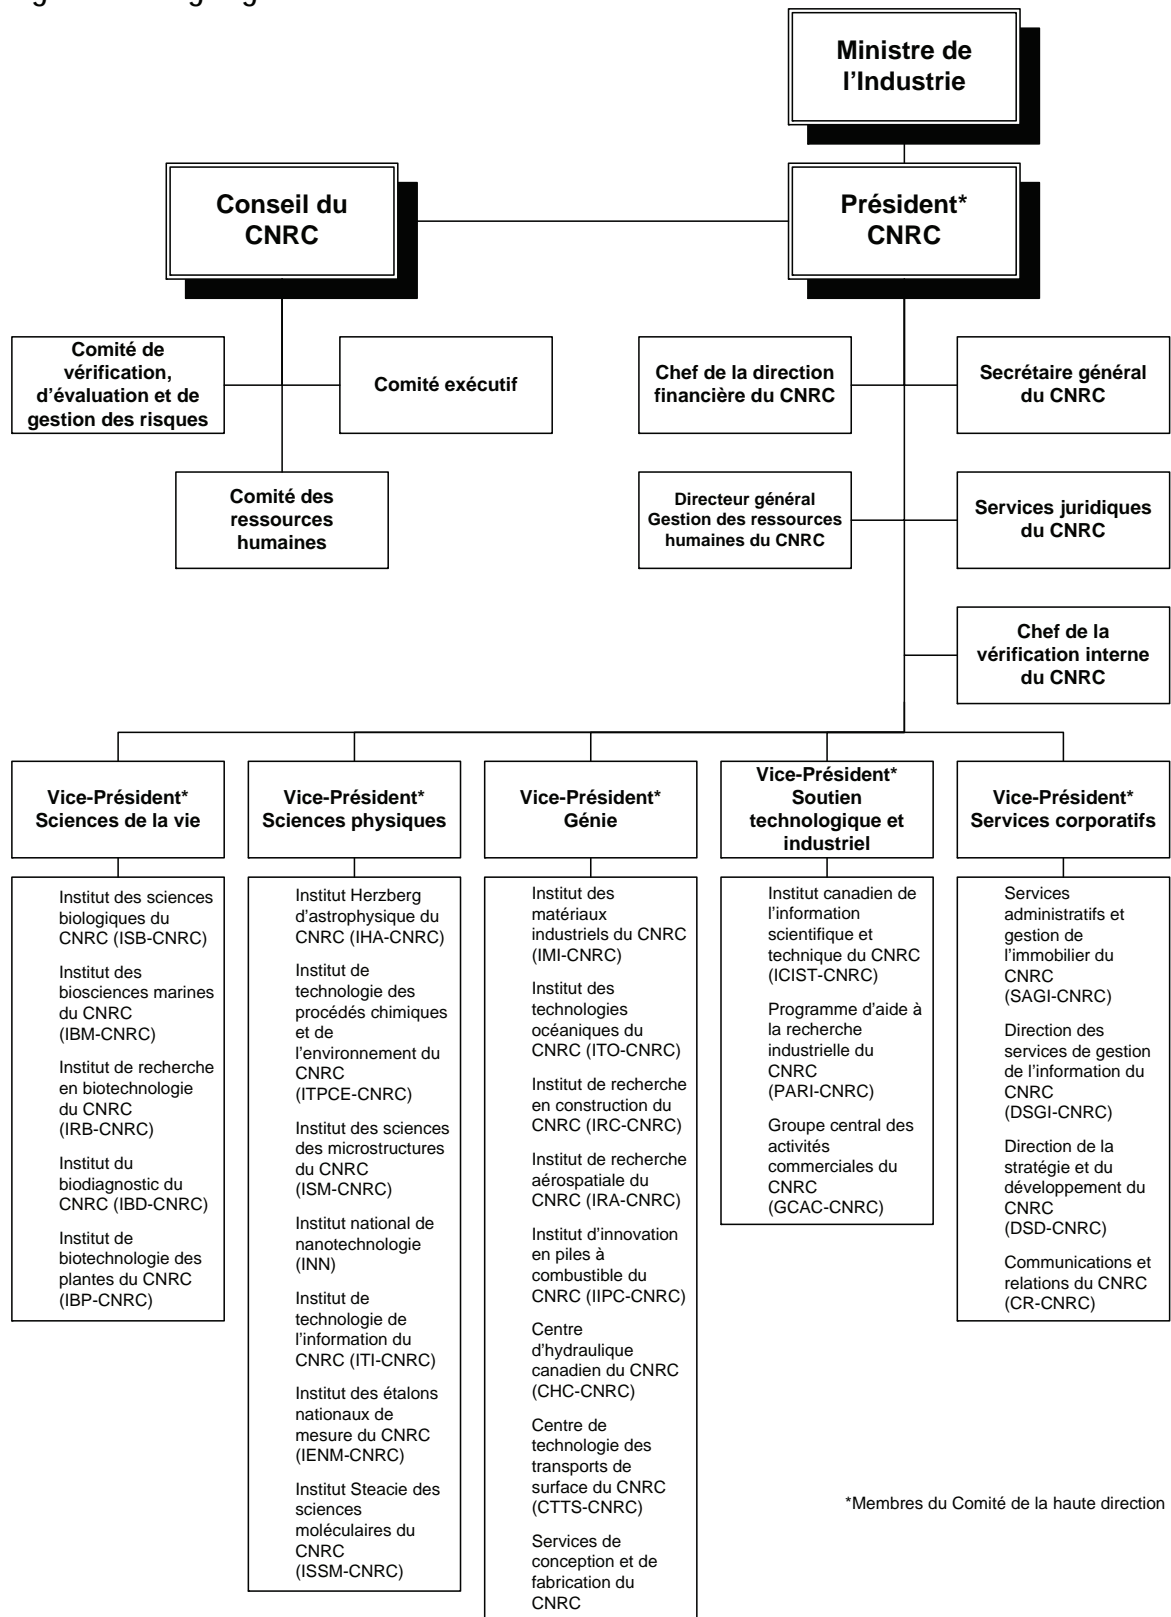 Ministre de
l'Industrie
Conseil du
CNRC
Président*
CNRC
Comité de
vérification,
d'évaluation et de
gestion des risques
Comité exécutif
Comité des
ressources
humaines
Chef de la direction
financière du CNRC
Secrétaire général
du CNRC
Directeur général
Gestion des ressources
humaines du CNRC
Services juridiques
du CNRC
Chef de la
vérification interne
du CNRC
Vice-Président*
Sciences de la vie
Institut des sciences
biologiques du
CNRC (ISB-CNRC)
Institut des
biosciences marines
du CNRC
(IBM-CNRC)
Institut de recherche
en biotechnologie
du CNRC
(IRB-CNRC)
Institut du
biodiagnostic du
CNRC (IBD-CNRC)
Institut de
biotechnologie des
plantes du CNRC
(IBP-CNRC)
Vice-Président*
Sciences physiques
Institut Herzberg
d'astrophysique du
CNRC (IHA-CNRC)
Institut de
technologie des
procédés chimiques
et de
l'environnement du
CNRC
(ITPCE-CNRC)
Institut des sciences
des microstructures
du CNRC
(ISM-CNRC)
Institut national de
nanotechnologie
(INN)
Institut de
technologie de
l'information du
CNRC (ITI-CNRC)
Institut des étalons
nationaux de
mesure du CNRC
(IENM-CNRC)
Institut Steacie des
sciences
moléculaires du
CNRC
(ISSM-CNRC)
Vice-Président*
Génie
Institut des
matériaux
industriels du CNRC
(IMI-CNRC)
Institut des
technologies
océaniques du
CNRC (ITO-CNRC)
Institut de recherche
en construction du
CNRC (IRC-CNRC)
Institut de recherche
aérospatiale du
CNRC (IRA-CNRC)
Institut d'innovation
en piles à
combustible du
CNRC (IIPC-CNRC)
Centre
d'hydraulique
canadien du CNRC
(CHC-CNRC)
Centre de
technologie des
transports de
surface du CNRC
(CTTS-CNRC)
Services de
conception et de
fabrication du
CNRC
Vice-Président*
Soutien
technologique et
industriel
Institut canadien de
l'information
scientifique et
technique du CNRC
(ICIST-CNRC)
Programme d'aide à
la recherche
industrielle du
CNRC
(PARI-CNRC)
Groupe central des
activités
commerciales du
CNRC
(GCAC-CNRC)
Vice-Président*
Services corporatifs
Services
administratifs et
gestion de
l'immobilier du
CNRC
(SAGI-CNRC)
Direction des
services de gestion
de l'information du
CNRC
(DSGI-CNRC)
Direction de la
stratégie et du
développement du
CNRC
(DSD-CNRC)
Communications et
relations du CNRC
(CR-CNRC)
*Membres du Comité de la haute direction